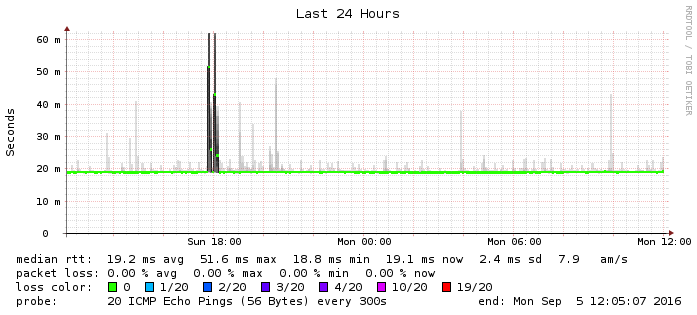 Last 24 Hours
RRDTOOL / TOBI OETIKER
Seconds
60 m
50 m
40 m
30 m
20 m
10 m
0
Sun 18:00 Mon 00:00 Mon 06:00 Mon 12:00
median rtt: 19.2 ms avg 51.6 ms max 18.8 ms min 19.1 ms now 2.4 ms sd 7.9 am/s
packet loss: 0.00 % avg 0.00 % max 0.00 % min 0.00 % now
loss color: 0 1/20 2/20 3/20 4/20 10/20 19/20
probe: 20 ICMP Echo Pings (56 Bytes) every 300s end: Mon Sep 5 12:05:07 2016